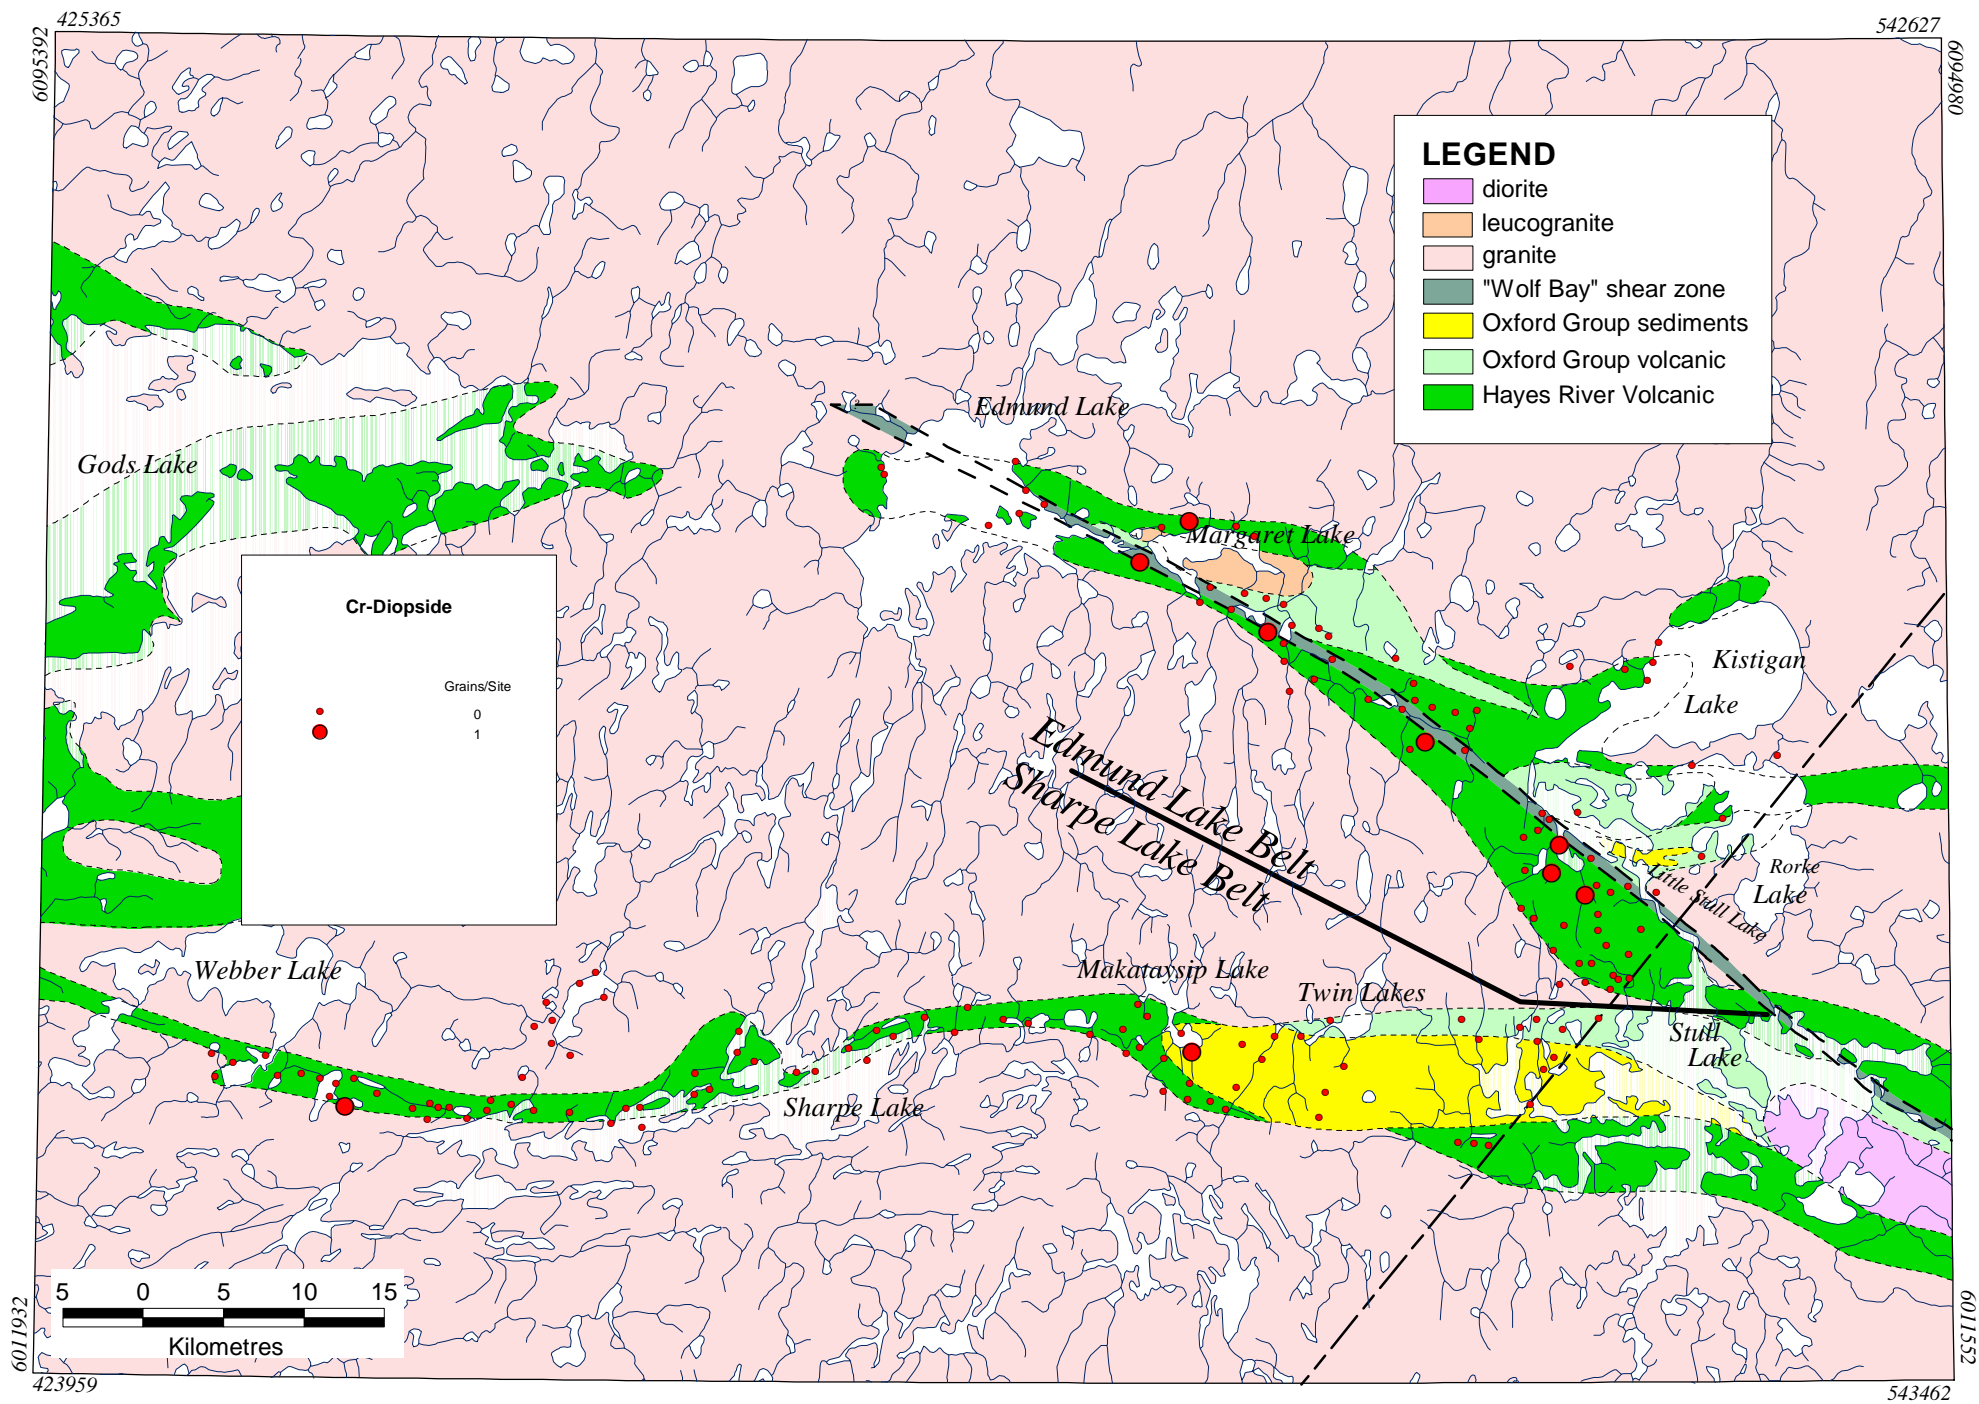 425365
542627
6095392
6094980
LEGEND
diorite
leucogranite
granite
"Wolf Bay" shear zone
Oxford Group sediments
Oxford Group volcanic
Hayes River Volcanic
Edmund Lake
Gods Lake
Margaret Lake
Cr-Diopside
Grains/Site
0
1
Kistigan
Lake
Edmund Lake Belt
Sharpe Lake Belt
Rorke
Lake
Little Stull Lake
Webber Lake
Makataysip Lake
Twin Lakes
Stull
Lake
Sharpe Lake
5 0 5 10 15
Kilometres
6011932
6011552
423959
543462